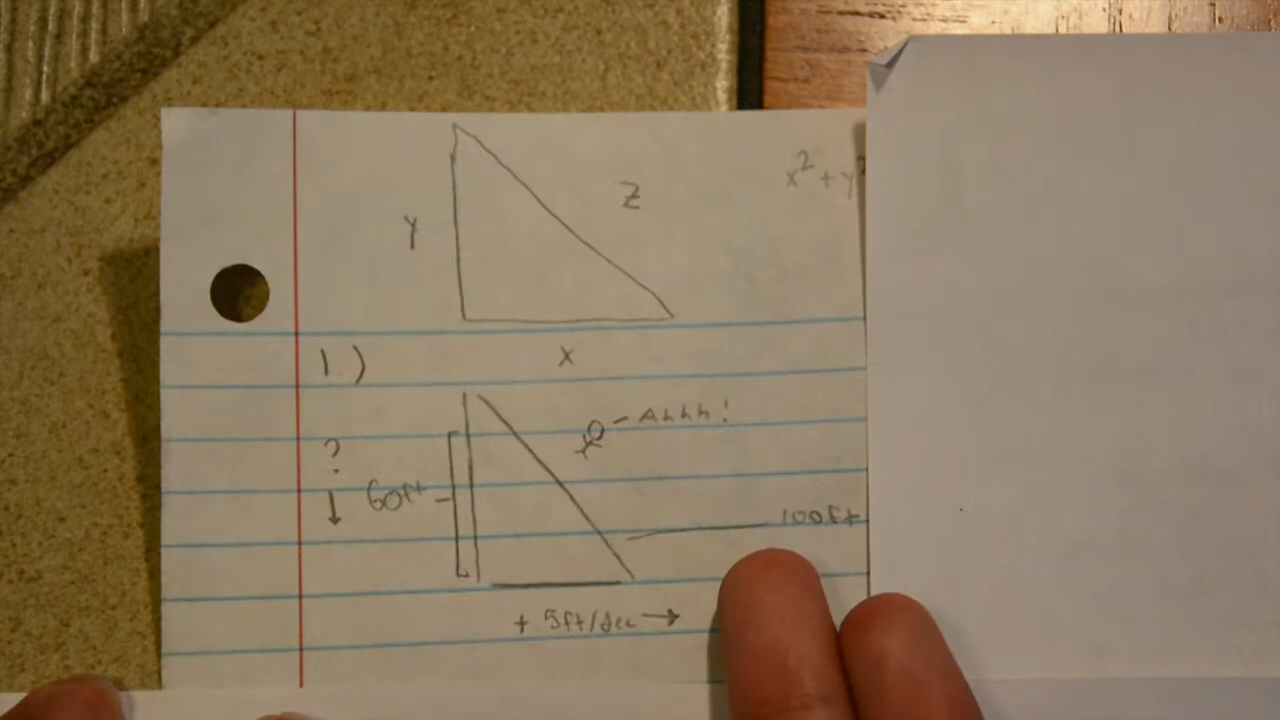 y
z
x² + y²
x
1.)
Ahhh!
?
60ft
100ft
+ 5ft/sec